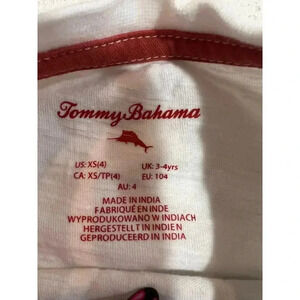 Tommy Bahama
US: XS(4) UK: 3-4yrs
CA: XS/TP(4) EU: 104
AU: 4
MADE IN INDIA
FABRIQUÉ EN INDE
WYPRODUKOWANO W INDIACH
HERGESTELLT IN INDIEN
GEPRODUCEERD IN INDIA